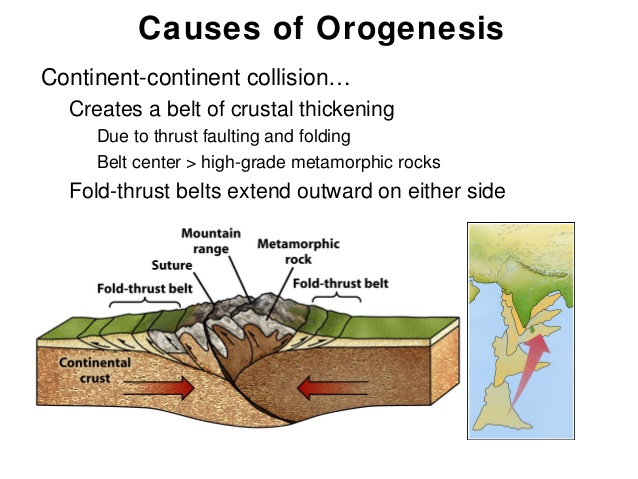 Causes of Orogenesis
Continent-continent collision…
Creates a belt of crustal thickening
Due to thrust faulting and folding
Belt center > high-grade metamorphic rocks
Fold-thrust belts extend outward on either side
Mountain
range
Metamorphic
rock
Suture
Fold-thrust belt
Fold-thrust belt
Continental
crust